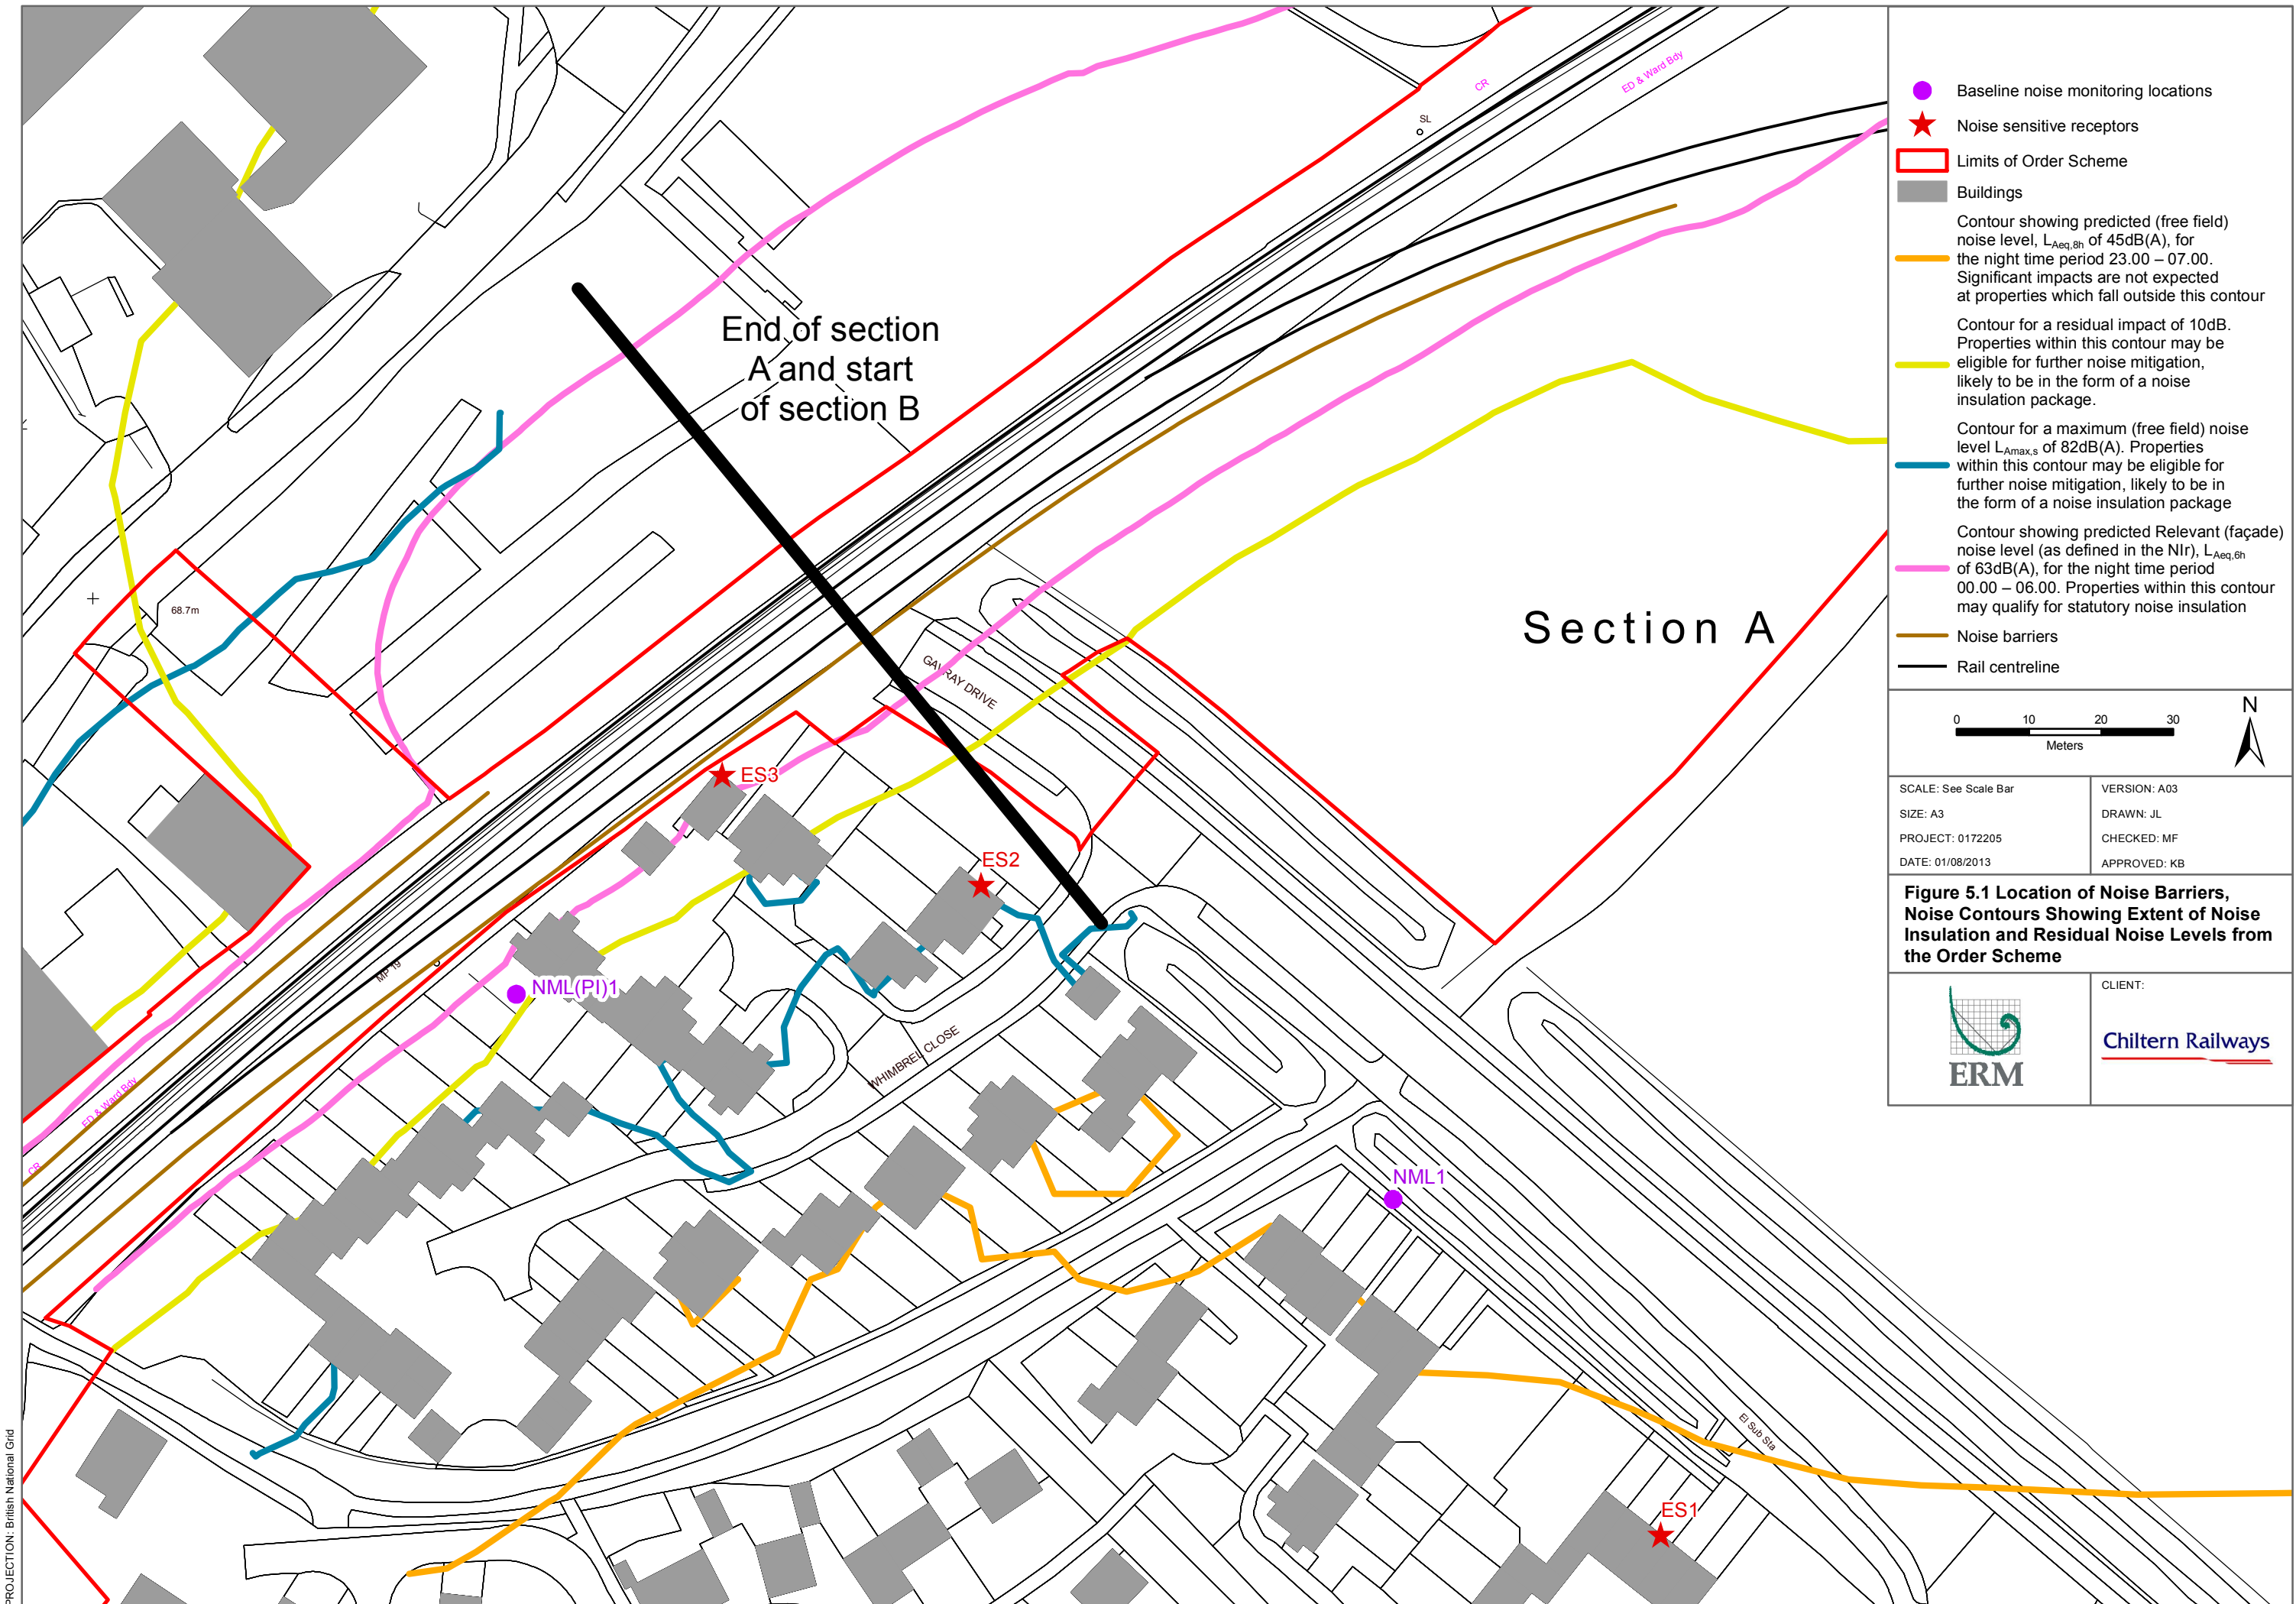 CR
ED & Ward Bdy
SL
End of section
A and start
of section B
68.7m
Section A
GAVRAY DRIVE
ES3
ES2
MP 19
NML(PI)1
WHIMBREL CLOSE
ED & Ward Bdy
CR
NML1
El Sub Sta
ES1
PROJECTION: British National Grid
Baseline noise monitoring locations
Noise sensitive receptors
Limits of Order Scheme
Buildings
Contour showing predicted (free field)
noise level, LAeq,8h of 45dB(A), for
the night time period 23.00 – 07.00.
Significant impacts are not expected
at properties which fall outside this contour
Contour for a residual impact of 10dB.
Properties within this contour may be
eligible for further noise mitigation,
likely to be in the form of a noise
insulation package.
Contour for a maximum (free field) noise
level LAmax,s of 82dB(A). Properties
within this contour may be eligible for
further noise mitigation, likely to be in
the form of a noise insulation package
Contour showing predicted Relevant (façade)
noise level (as defined in the NIr), LAeq,6h
of 63dB(A), for the night time period
00.00 – 06.00. Properties within this contour
may qualify for statutory noise insulation
Noise barriers
Rail centreline
0 10 20 30
Meters
N
SCALE: See Scale Bar
VERSION: A03
SIZE: A3
DRAWN: JL
PROJECT: 0172205
CHECKED: MF
DATE: 01/08/2013
APPROVED: KB
Figure 5.1 Location of Noise Barriers,
Noise Contours Showing Extent of Noise
Insulation and Residual Noise Levels from
the Order Scheme
ERM
CLIENT:
Chiltern Railways